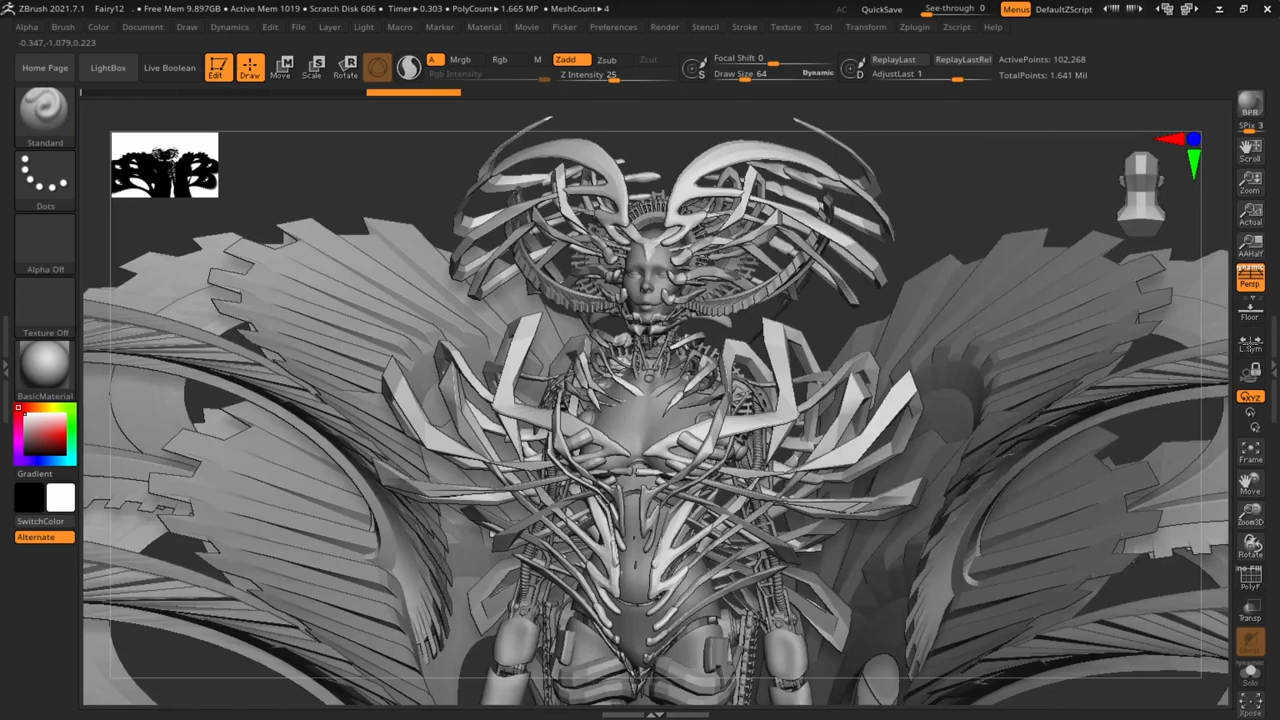 ZBrush 2021.7.1 Fairy12 • Free Mem 9.897GB • Active Mem 1019 • Scratch Disk 606 • Timer▸0.303 • PolyCount▸1.665 MP • MeshCount▸4 AC QuickSave See-through 0 Menus DefaultZScript
Alpha Brush Color Document Draw Dynamics Edit File Layer Light Macro Marker Material Movie Picker Preferences Render Stencil Stroke Texture Tool Transform Zplugin Zscript Help
-0.347,-1.079,0.223
Home Page LightBox Live Boolean Edit Draw Move Scale Rotate A Mrgb Rgb M Zadd Zsub Zcut Focal Shift 0 ReplayLast ReplayLastRel ActivePoints: 102,268
Rgb Intensity Z Intensity 25 S Draw Size 64 Dynamic D AdjustLast 1 TotalPoints: 1.641 Mil
Standard
Dots
Alpha Off
Texture Off
BasicMaterial
Gradient
SwitchColor
Alternate
BPR
SPix 3
Scroll
Zoom
Actual
AAHalf
Persp
Floor
L.Sym
XYZ
Frame
Move
Zoom3D
Rotate
PolyF
Transp
Ghost
Solo
Xpose